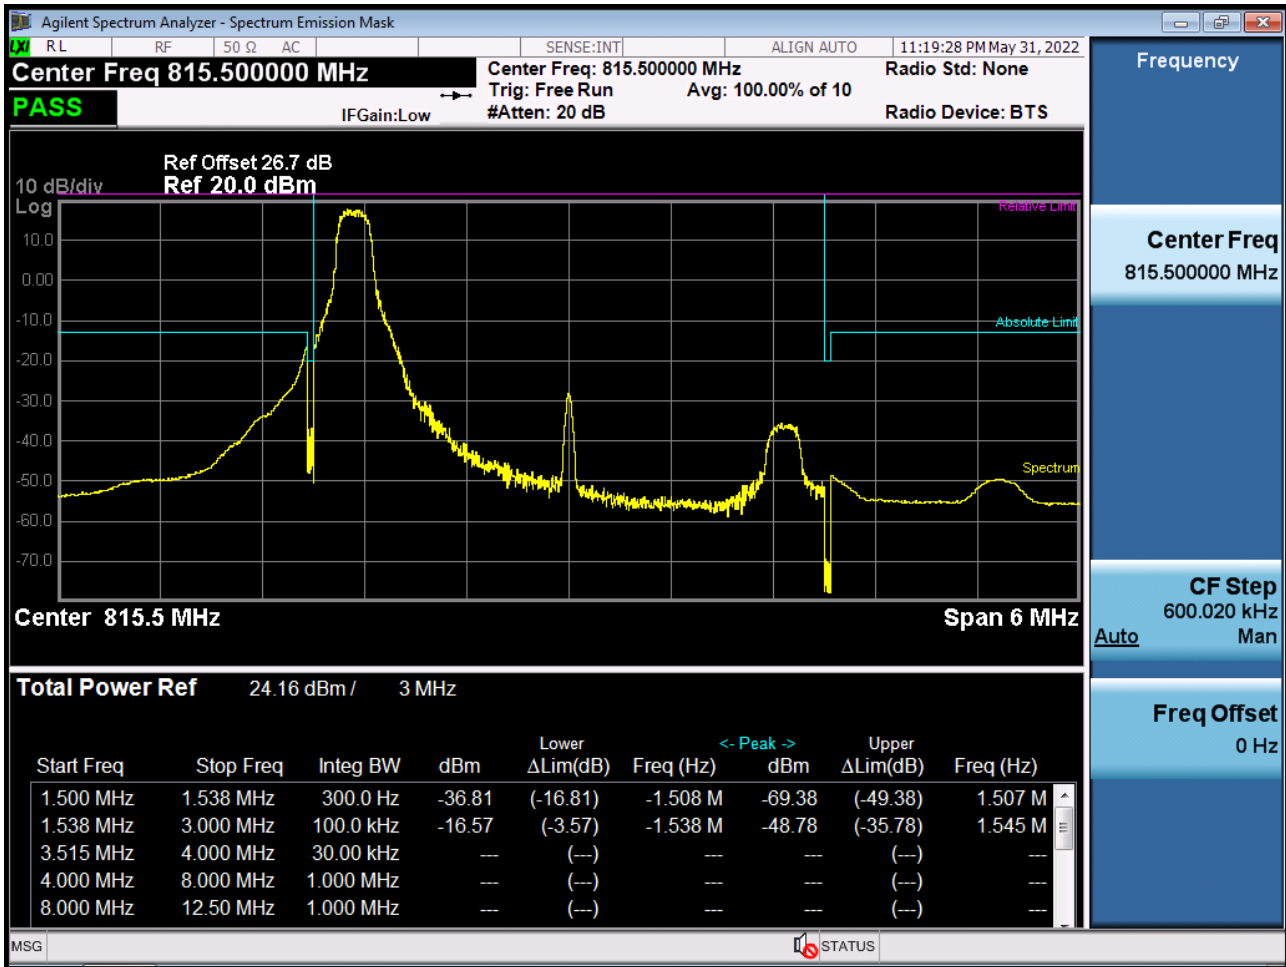 Agilent Spectrum Analyzer - Spectrum Emission Mask
LXI RL RF 50 Ω AC SENSE:INT ALIGN AUTO 11:19:28 PM May 31, 2022
Center Freq 815.500000 MHz
Center Freq: 815.500000 MHz Radio Std: None
Trig: Free Run Avg: 100.00% of 10
PASS
IFGain:Low #Atten: 20 dB Radio Device: BTS
Frequency
Ref Offset 26.7 dB
10 dB/div Ref 20.0 dBm
Log
Relative Limit
10.0
0.00
-10.0
Absolute Limit
-20.0
-30.0
-40.0
Spectrum
-50.0
-60.0
-70.0
Center 815.5 MHz Span 6 MHz
Center Freq
815.500000 MHz
CF Step
600.020 kHz
Auto Man
Freq Offset
0 Hz
Total Power Ref 24.16 dBm / 3 MHz
Lower <- Peak -> Upper
Start Freq Stop Freq Integ BW dBm ΔLim(dB) Freq (Hz) dBm ΔLim(dB) Freq (Hz)
1.500 MHz 1.538 MHz 300.0 Hz -36.81 (-16.81) -1.508 M -69.38 (-49.38) 1.507 M
1.538 MHz 3.000 MHz 100.0 kHz -16.57 (-3.57) -1.538 M -48.78 (-35.78) 1.545 M
3.515 MHz 4.000 MHz 30.00 kHz --- (---) --- --- (---) ---
4.000 MHz 8.000 MHz 1.000 MHz --- (---) --- --- (---) ---
8.000 MHz 12.50 MHz 1.000 MHz --- (---) --- --- (---) ---
MSG STATUS